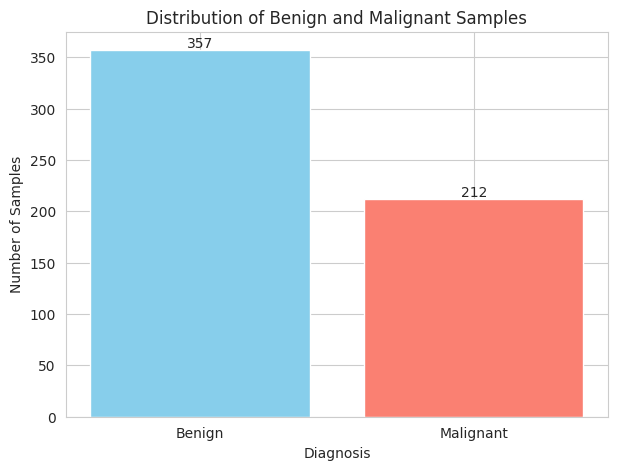 Distribution of Benign and Malignant Samples
357
212
350
300
250
200
150
100
50
0
Number of Samples
Benign
Malignant
Diagnosis